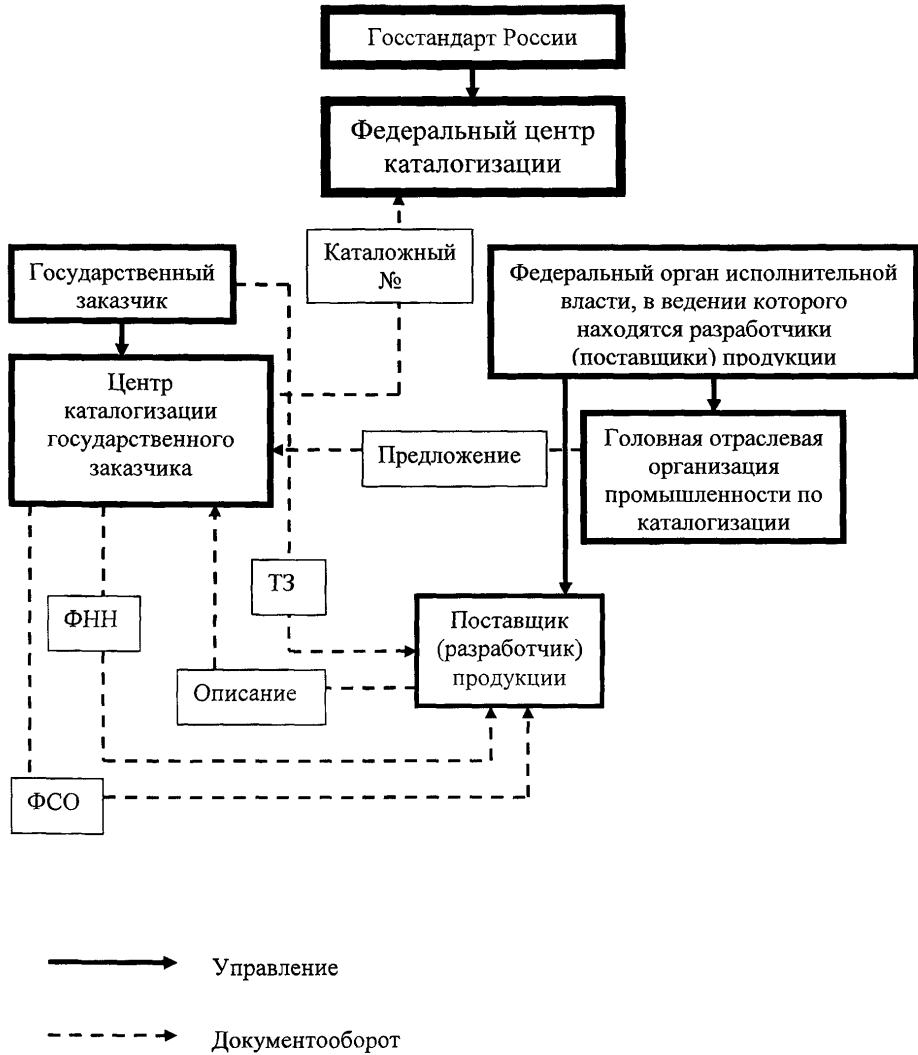 Госстандарт России
Федеральный центр
каталогизации
Каталожный
№
Государственный
заказчик
Федеральный орган исполнительной
власти, в ведении которого
находятся разработчики
(поставщики) продукции
Центр
каталогизации
государственного
заказчика
Предложение
Головная отраслевая
организация
промышленности по
каталогизации
ТЗ
ФНН
Поставщик
(разработчик)
продукции
Описание
ФСО
Управление
Документооборот